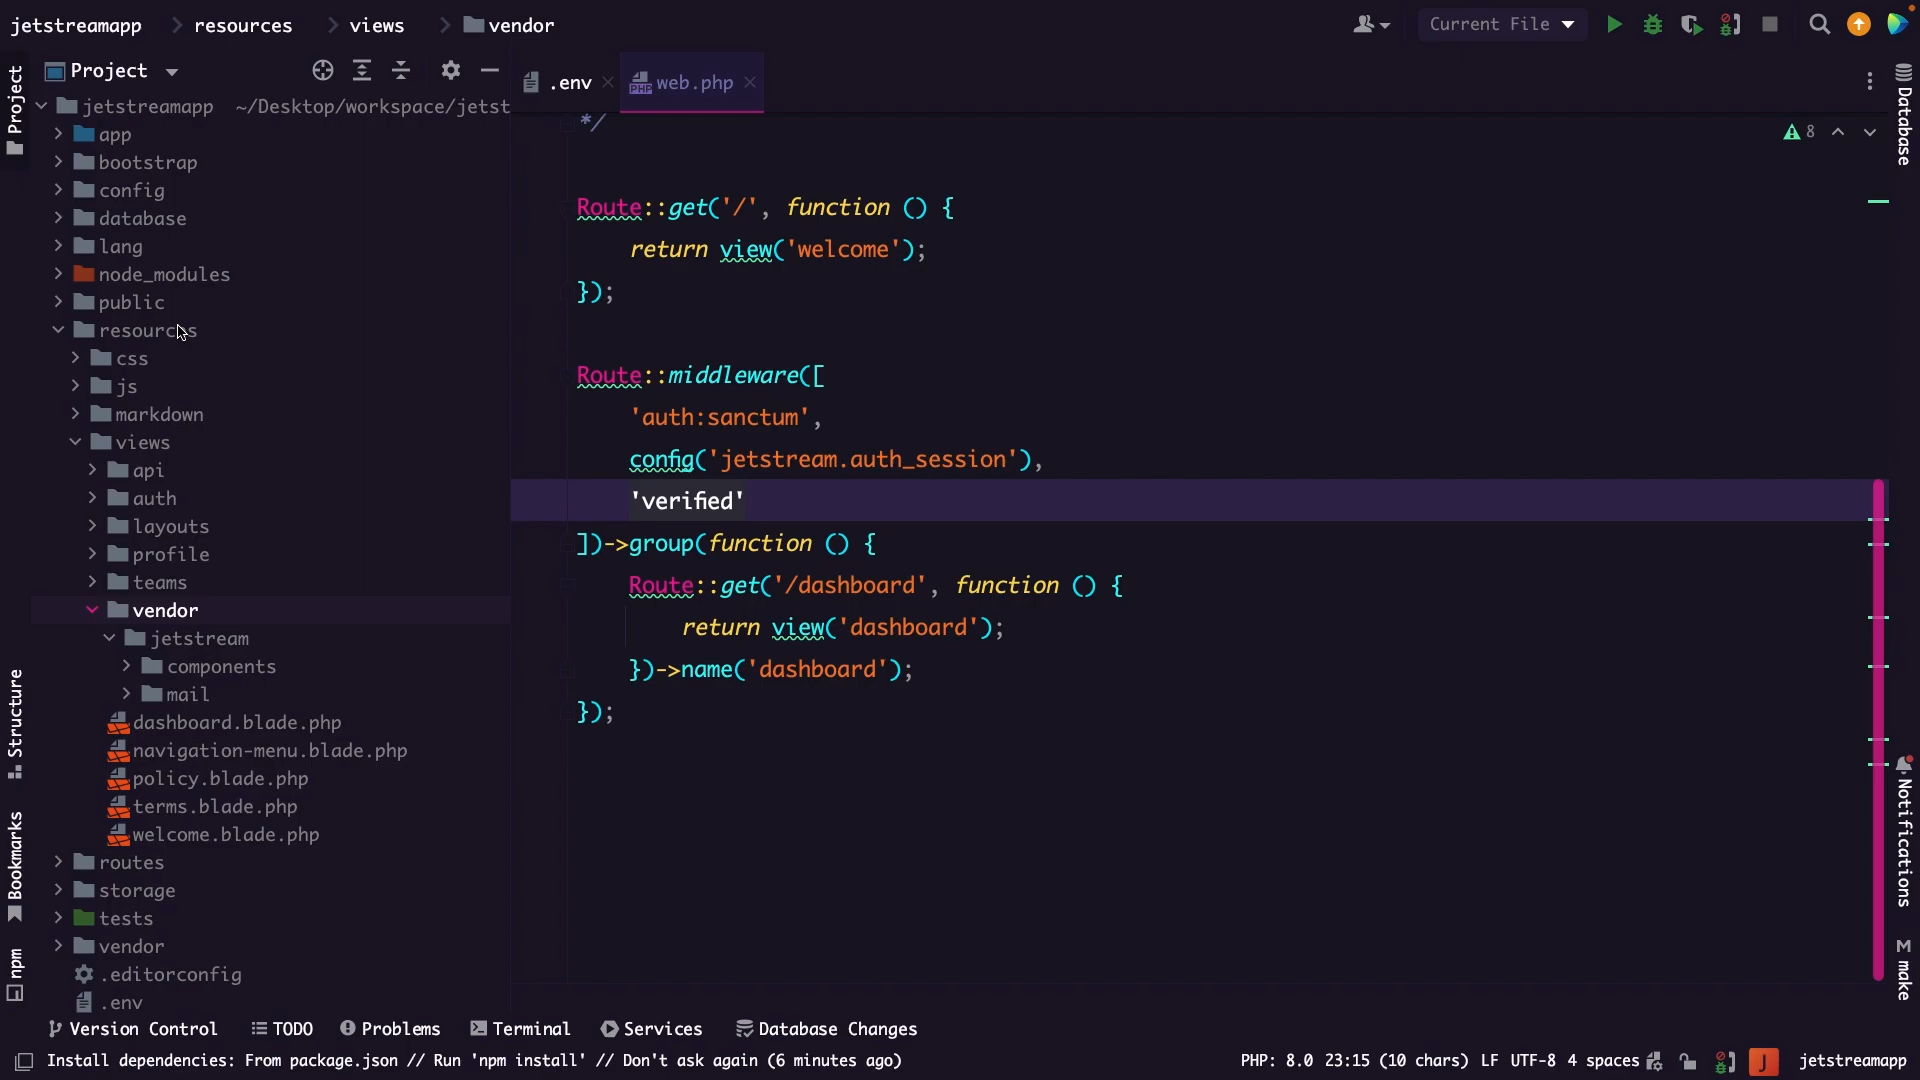 jetstreamapp resources views vendor
Current File
Project
Project
.env
web.php
Database
jetstreamapp ~/Desktop/workspace/jetst
app
bootstrap
config
database
lang
node_modules
public
resources
css
js
markdown
views
api
auth
layouts
profile
teams
vendor
jetstream
components
mail
dashboard.blade.php
navigation-menu.blade.php
policy.blade.php
terms.blade.php
welcome.blade.php
routes
storage
tests
vendor
.editorconfig
.env
Structure
Bookmarks
npm
*/
8
Route::get('/', function () {
return view('welcome');
});
Route::middleware([
'auth:sanctum',
config('jetstream.auth_session'),
'verified'
])->group(function () {
Route::get('/dashboard', function () {
return view('dashboard');
})->name('dashboard');
});
Notifications
M make
Version Control TODO Problems Terminal Services Database Changes
Install dependencies: From package.json // Run 'npm install' // Don't ask again (6 minutes ago)
PHP: 8.0 23:15 (10 chars) LF UTF-8 4 spaces J jetstreamapp